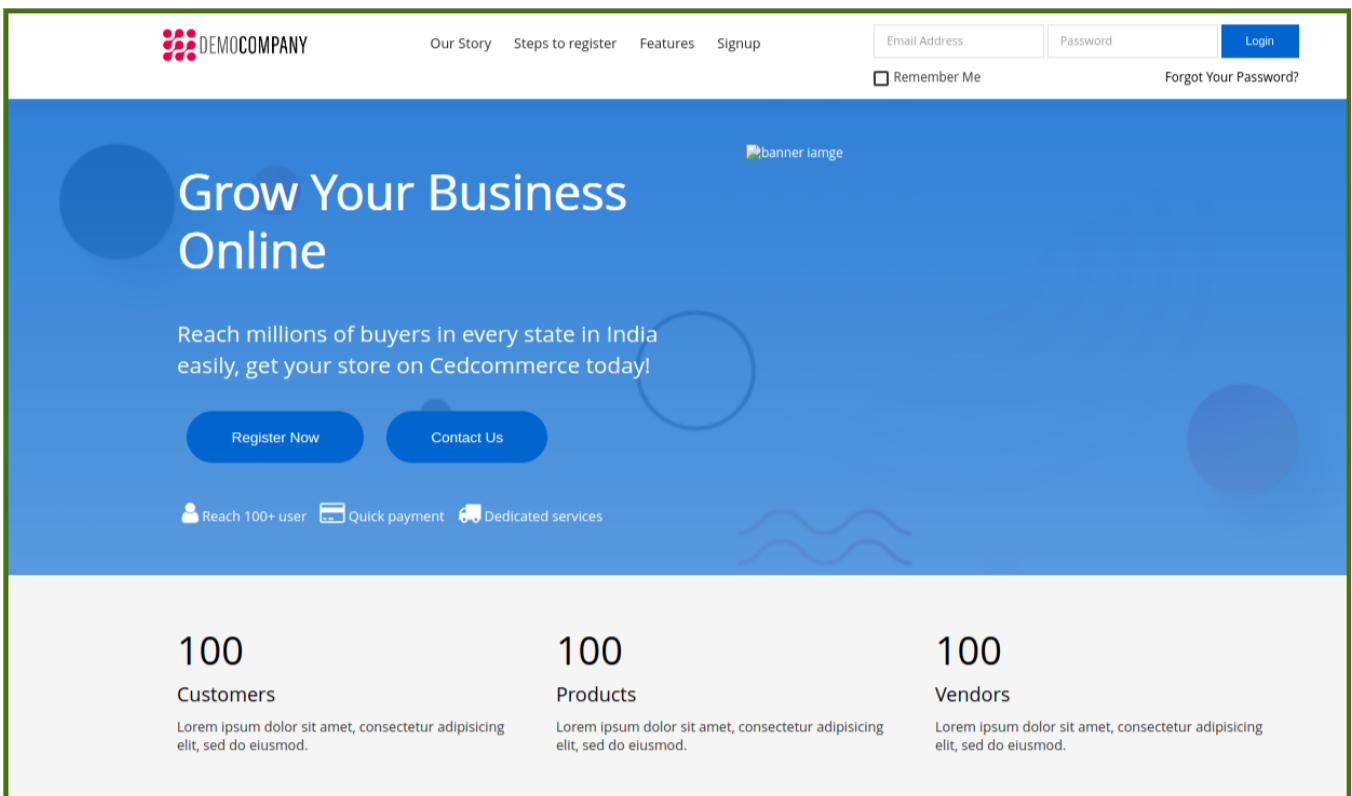 DEMOCOMPANY
Our Story Steps to register Features Signup
Email Address Password Login
Remember Me Forgot Your Password?
banner iamge
Grow Your Business
Online
Reach millions of buyers in every state in India
easily, get your store on Cedcommerce today!
Register Now Contact Us
Reach 100+ user Quick payment Dedicated services
100
Customers
Lorem ipsum dolor sit amet, consectetur adipisicing
elit, sed do eiusmod.
100
Products
Lorem ipsum dolor sit amet, consectetur adipisicing
elit, sed do eiusmod.
100
Vendors
Lorem ipsum dolor sit amet, consectetur adipisicing
elit, sed do eiusmod.